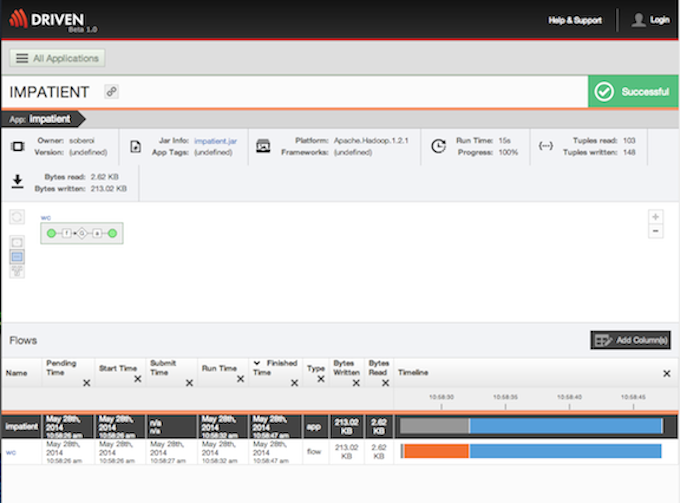 DRIVEN
Beta 1.0
Help & Support
Login
All Applications
IMPATIENT
Successful
App: impatient
Owner: soberoi
Version: (undefined)
Jar Info: impatient.jar
App Tags: (undefined)
Platform: Apache.Hadoop.1.2.1
Frameworks: (undefined)
Run Time: 15s
Progress: 100%
Tuples read: 103
Tuples written: 148
Bytes read: 2.62 KB
Bytes written: 213.02 KB
wc
Flows
Add Column(s)
Name
Pending Time
Start Time
Submit Time
Run Time
Finished Time
Type
Bytes Written
Bytes Read
Timeline
10:58:30 10:58:35 10:58:40 10:58:45
impatient
May 28th, 2014 10:58:26 am
May 28th, 2014 10:58:26 am
n/a n/a
May 28th, 2014 10:58:32 am
May 28th, 2014 10:58:47 am
app
213.02 KB
2.62 KB
wc
May 28th, 2014 10:58:26 am
May 28th, 2014 10:58:26 am
May 28th, 2014 10:58:27 am
May 28th, 2014 10:58:32 am
May 28th, 2014 10:58:47 am
flow
213.02 KB
2.62 KB